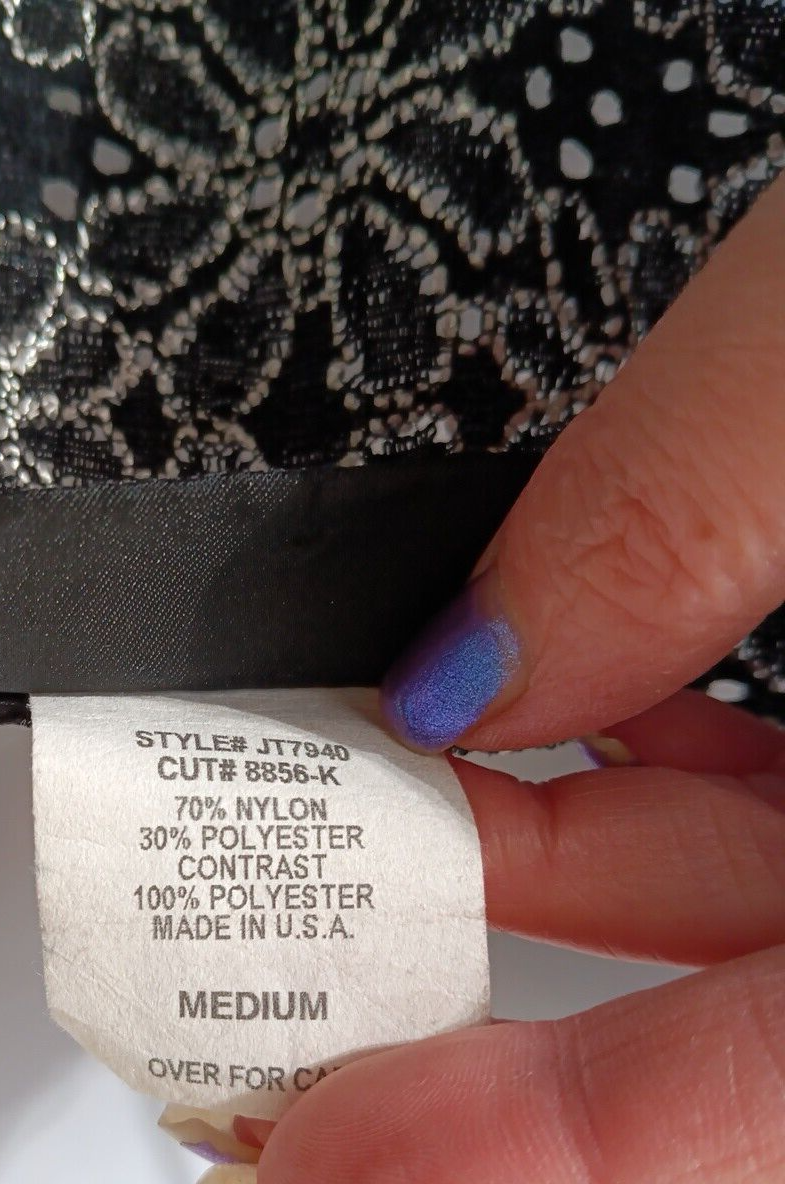 STYLE# JT7940
CUT# 8856-K
70% NYLON
30% POLYESTER
CONTRAST
100% POLYESTER
MADE IN U.S.A.
MEDIUM
OVER FOR